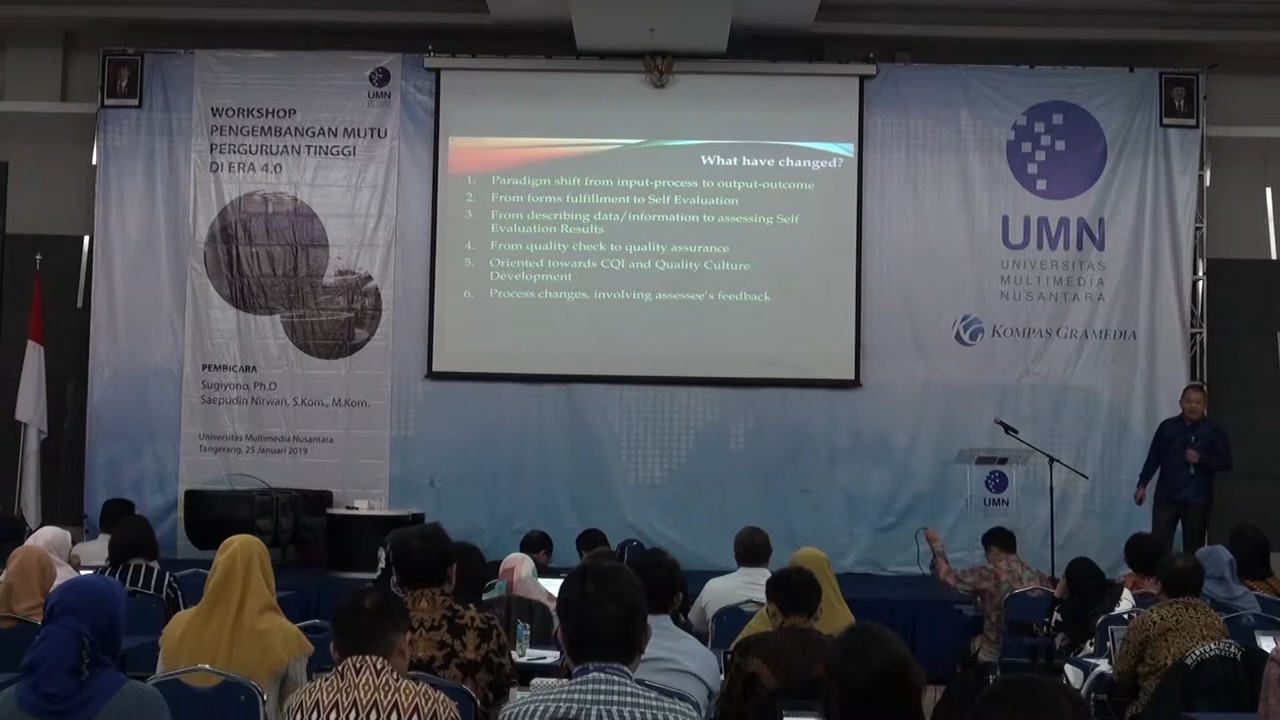 UMN
WORKSHOP
PENGEMBANGAN MUTU
PERGURUAN TINGGI
DI ERA 4.0
PEMBICARA
Sugiyono, Ph.D
Saepudin Nirwan, S.Kom., M.Kom.
Universitas Multimedia Nusantara
Tangerang, 25 Januari 2019
What have changed?
1. Paradigm shift from input-process to output-outcome
2. From forms fulfillment to Self Evaluation
3. From describing data/information to assessing Self
Evaluation Results
4. From quality check to quality assurance
5. Oriented towards CQI and Quality Culture
Development
6. Process changes, involving assessee's feedback
UMN
UNIVERSITAS
MULTIMEDIA
NUSANTARA
KG KOMPAS GRAMEDIA
UMN